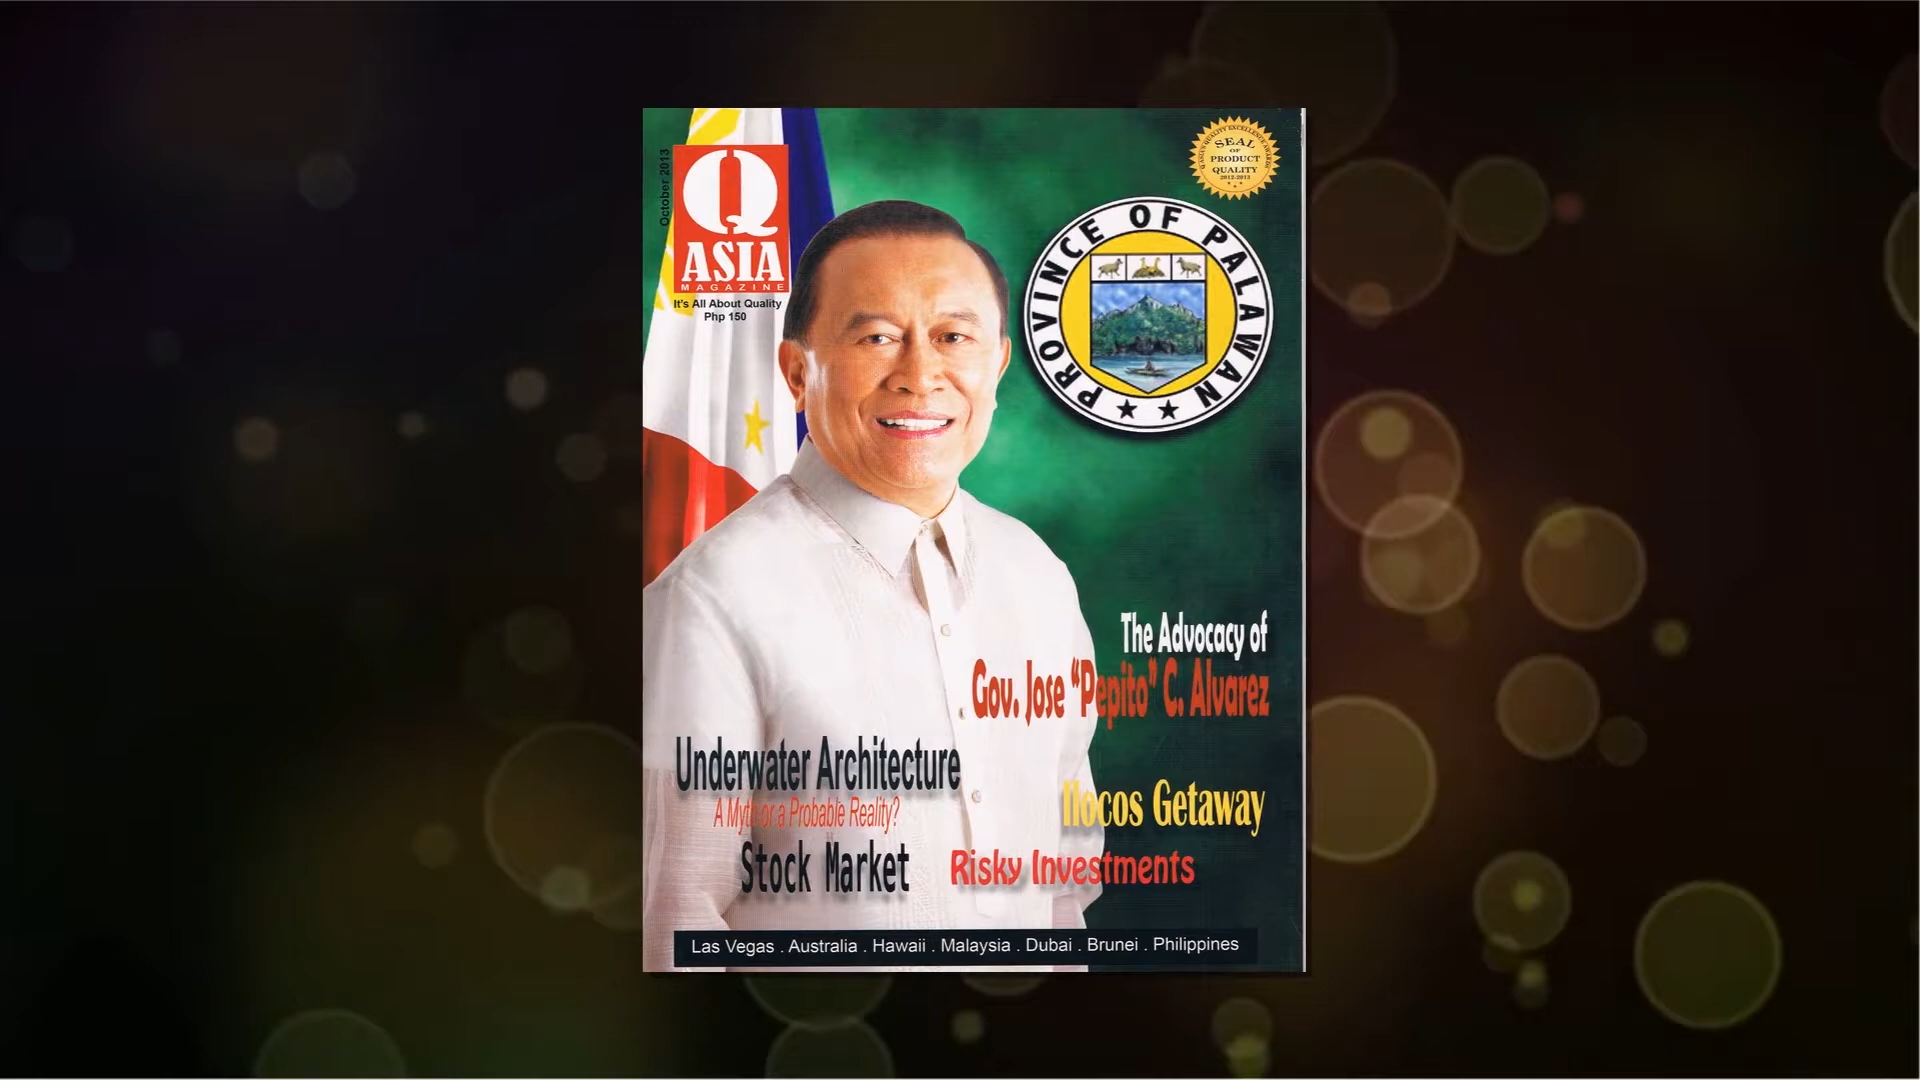 October 2013
Q
ASIA
MAGAZINE
It's All About Quality
Php 150
SEAL
OF
PRODUCT
QUALITY
2012-2013
PROVINCE OF PALAWAN
The Advocacy of
Gov. Jose “Pepito” C. Alvarez
Underwater Architecture
A Myth or a Probable Reality?
Ilocos Getaway
Stock Market
Risky Investments
Las Vegas . Australia . Hawaii . Malaysia . Dubai . Brunei . Philippines